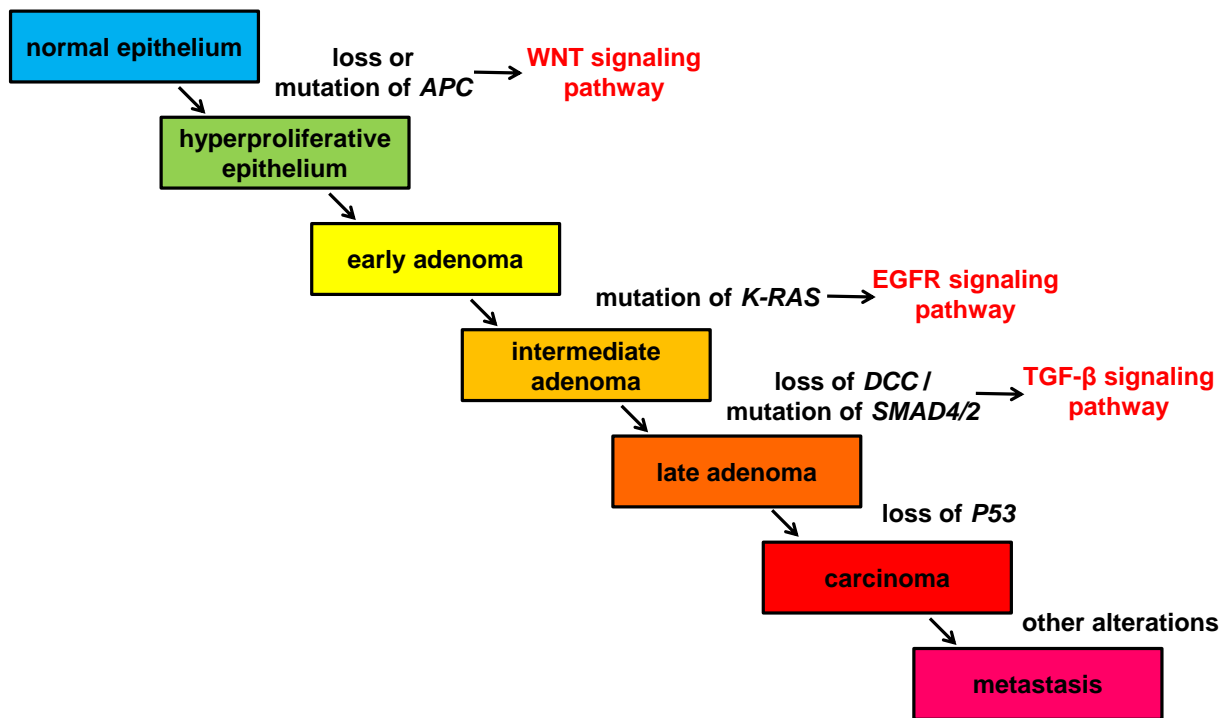 normal epithelium
loss or
mutation of APC
WNT signaling
pathway
hyperproliferative
epithelium
early adenoma
mutation of K-RAS
EGFR signaling
pathway
intermediate
adenoma
loss of DCC /
mutation of SMAD4/2
TGF-β signaling
pathway
late adenoma
loss of P53
carcinoma
other alterations
metastasis